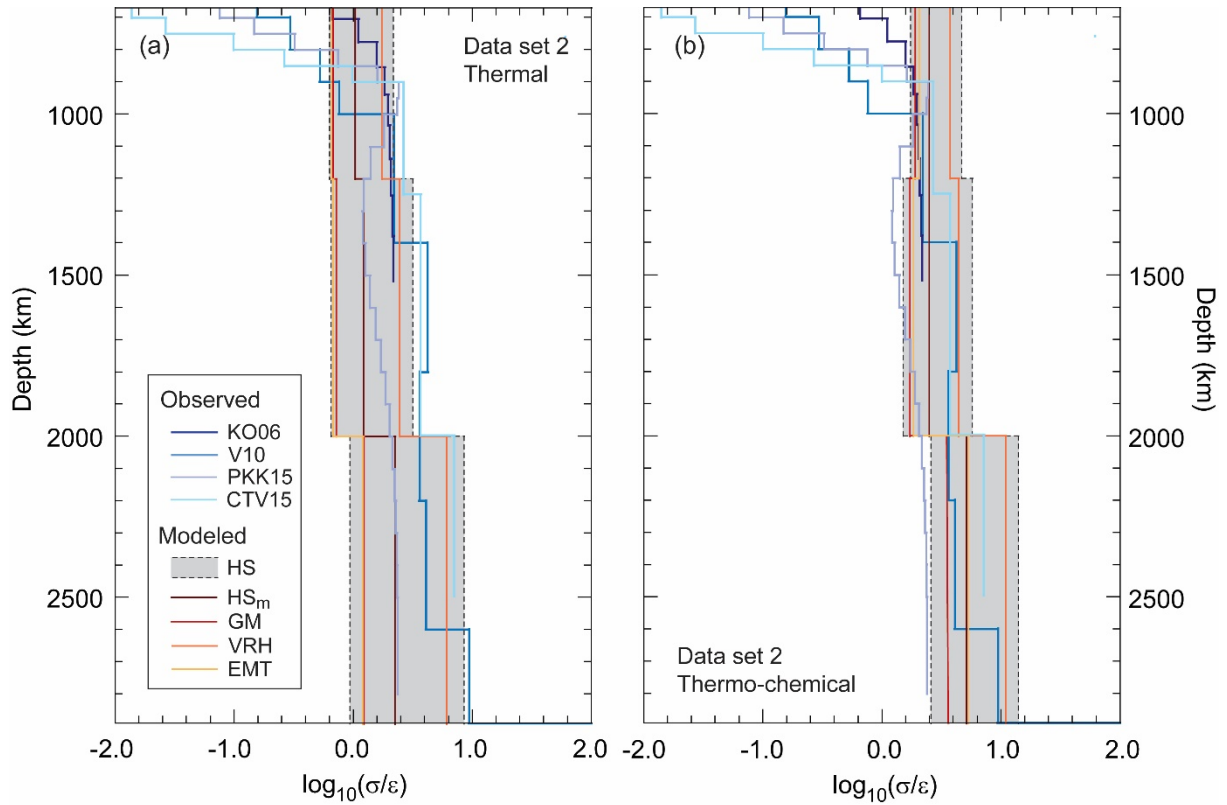 (a)
Data set 2
Thermal
1000
1500
2000
2500
Depth (km)
Observed
KO06
V10
PKK15
CTV15
Modeled
HS
HSₘ
GM
VRH
EMT
-2.0 -1.0 0.0 1.0 2.0
log₁₀(σ/ε)
(b)
Data set 2
Thermo-chemical
1000
1500
2000
2500
Depth (km)
-2.0 -1.0 0.0 1.0 2.0
log₁₀(σ/ε)